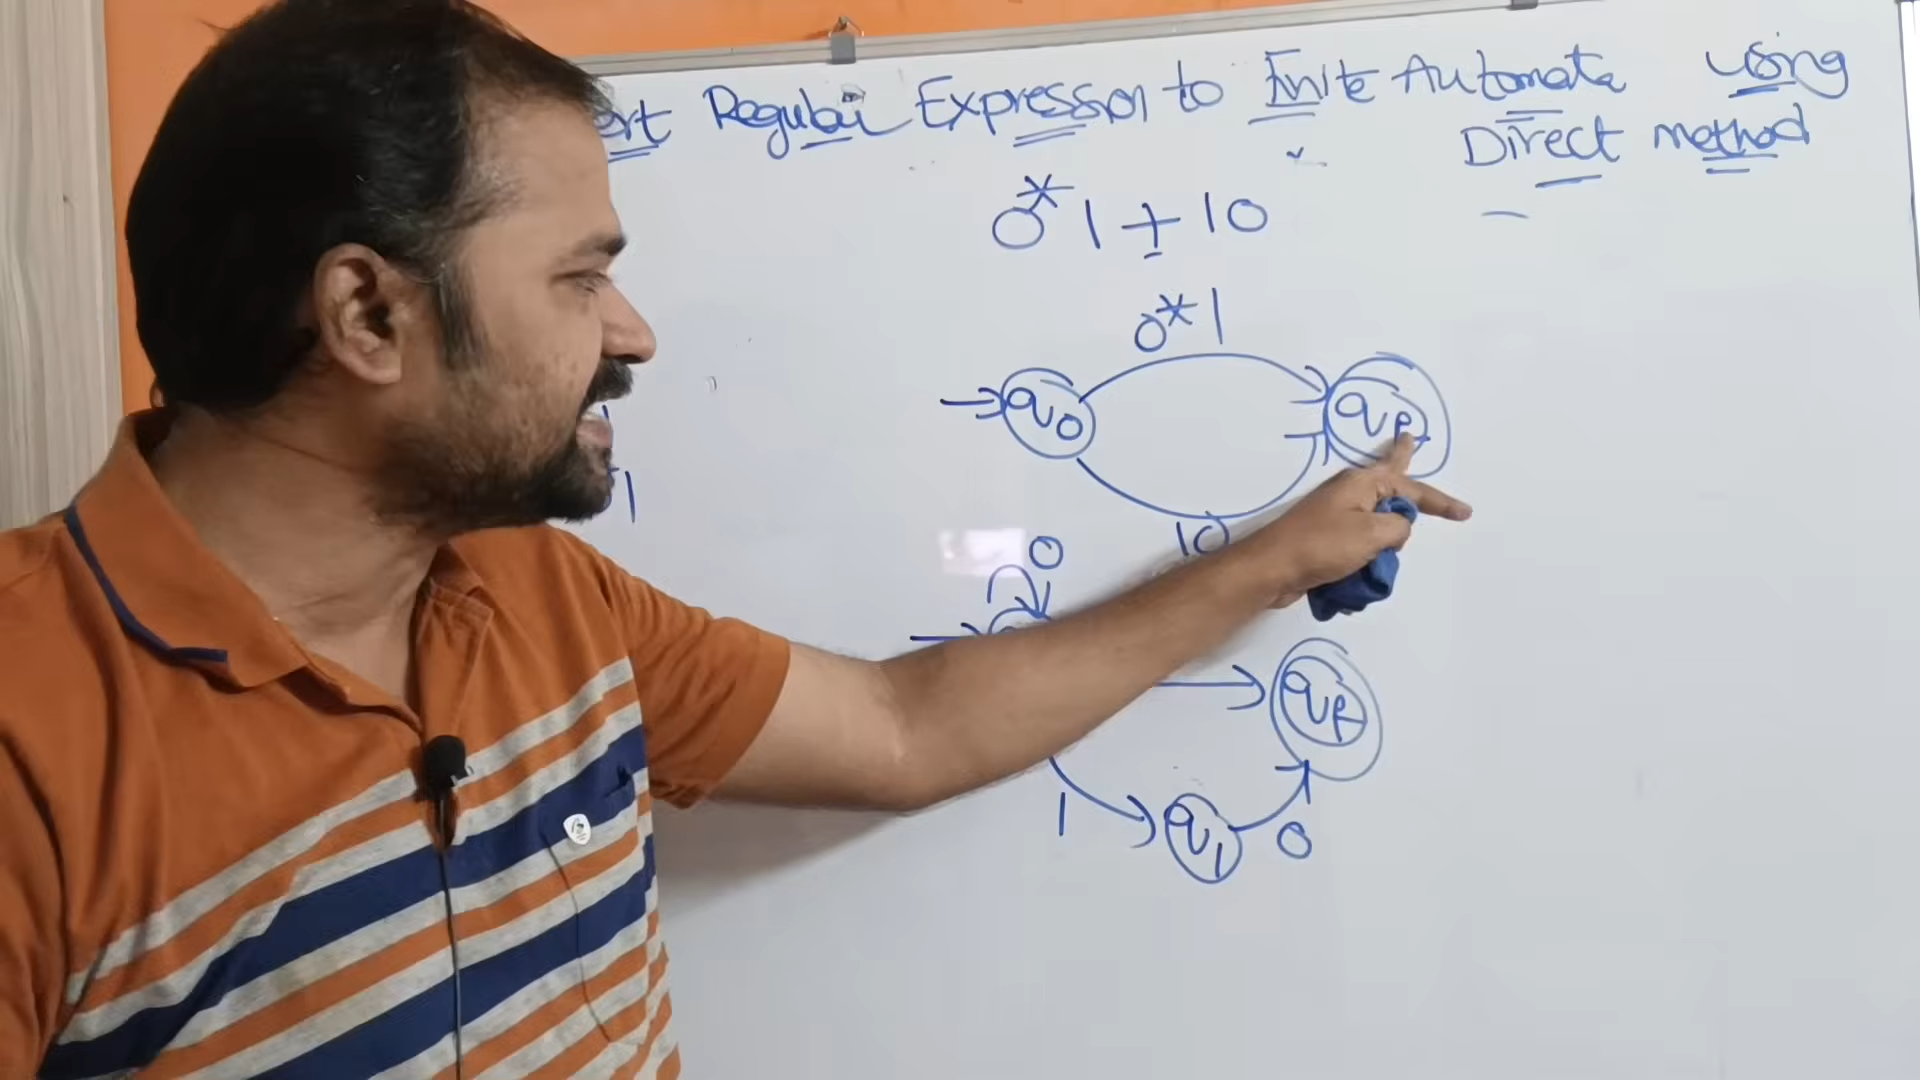 Regular Expression to Finite Automata using
Direct method
0* 1 + 10
0* 1
q0 qf
10
1
0
qf
1 q1 0